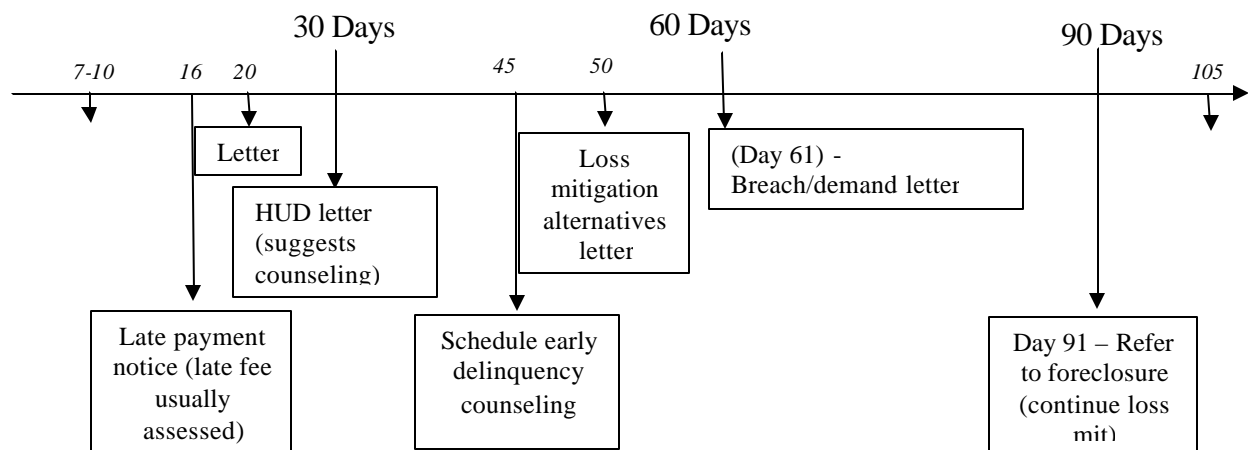 30 Days
60 Days
90 Days
7-10
16
20
45
50
105
Letter
HUD letter
(suggests
counseling)
Loss
mitigation
alternatives
letter
(Day 61) -
Breach/demand letter
Late payment
notice (late fee
usually
assessed)
Schedule early
delinquency
counseling
Day 91 – Refer
to foreclosure
(continue loss
mit)